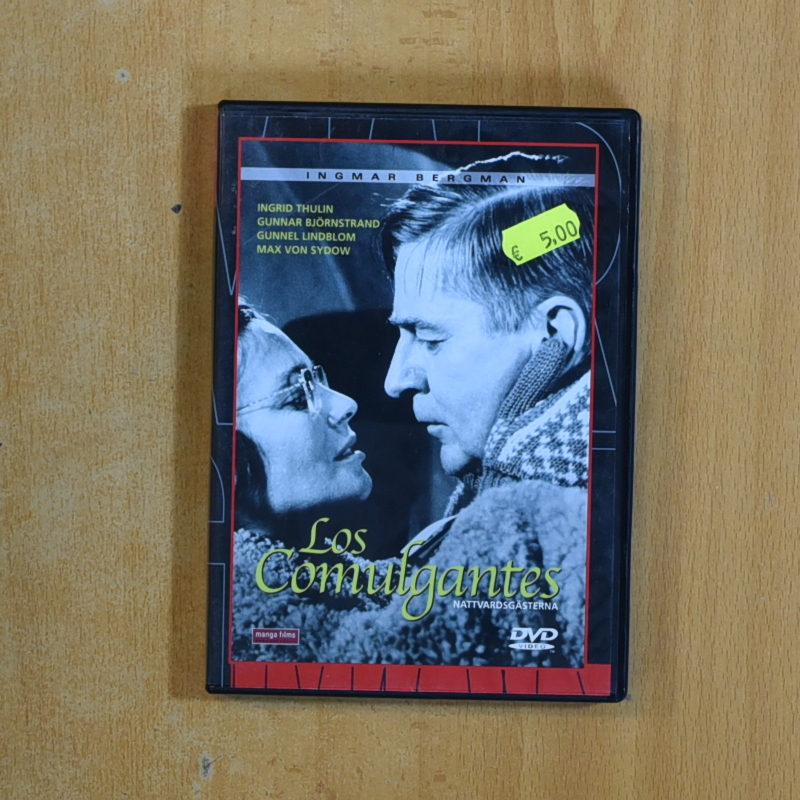 INGMAR BERGMAN
INGRID THULIN
GUNNAR BJÖRNSTRAND
GUNNEL LINDBLOM
MAX VON SYDOW
€ 5,00
Los
Comulgantes
NATTVARDSGÄSTERNA
manga films
DVD
VIDEO